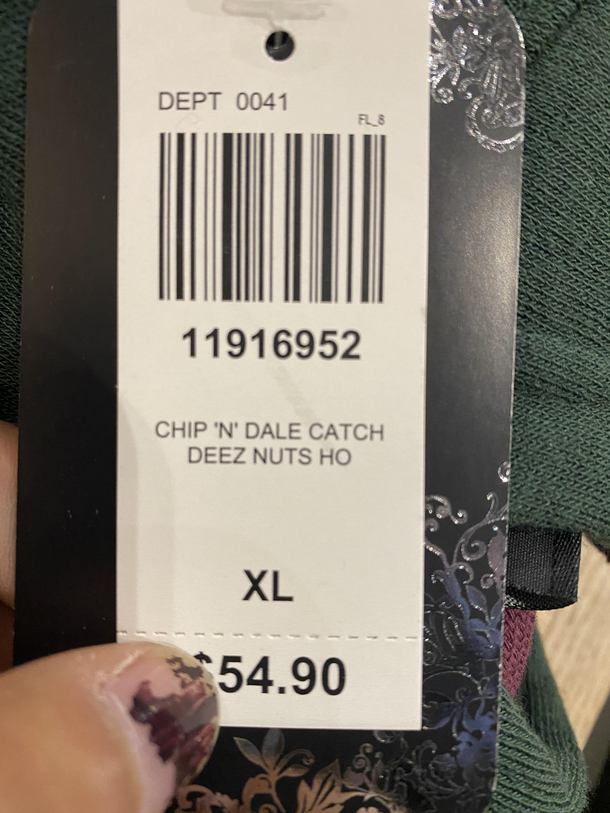 DEPT 0041
FL_8
11916952
CHIP 'N' DALE CATCH
DEEZ NUTS HO
XL
$54.90